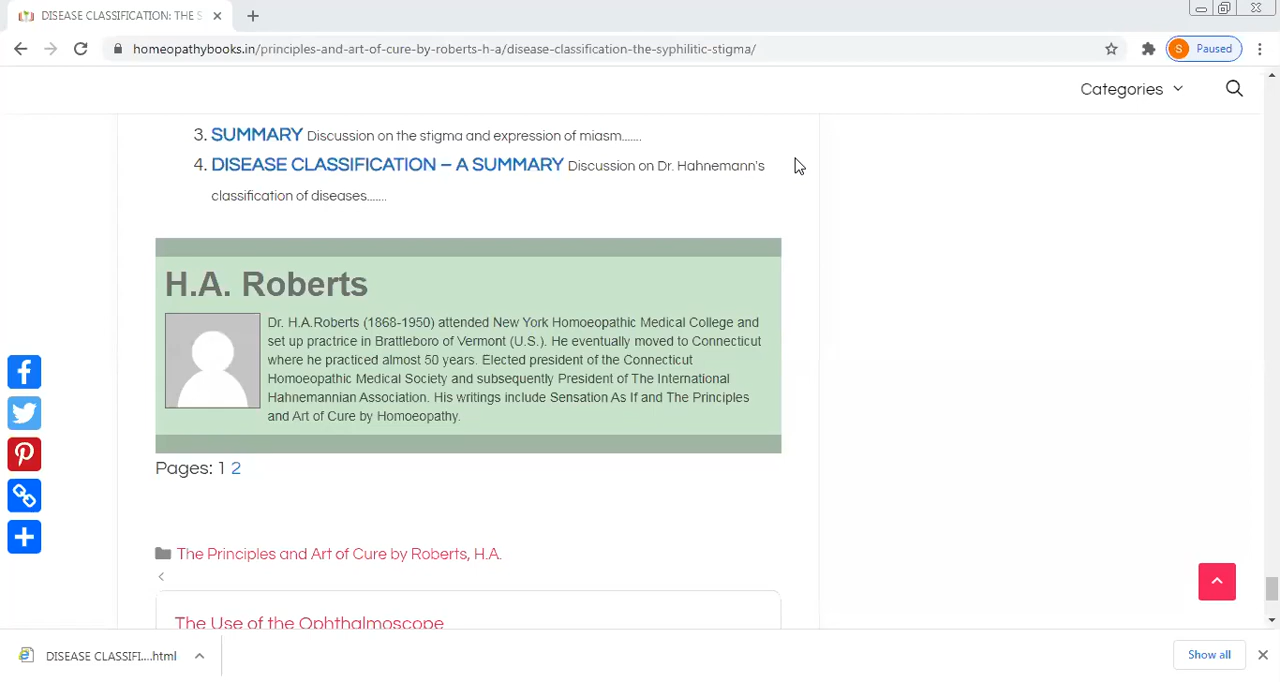 DISEASE CLASSIFICATION: THE S
S Paused
homeopathybooks.in/principles-and-art-of-cure-by-roberts-h-a/disease-classification-the-syphilitic-stigma/
Categories
3. SUMMARY Discussion on the stigma and expression of miasm.......
4. DISEASE CLASSIFICATION – A SUMMARY Discussion on Dr. Hahnemann's
classification of diseases.......
H.A. Roberts
Dr. H.A.Roberts (1868-1950) attended New York Homoeopathic Medical College and
set up practrice in Brattleboro of Vermont (U.S.). He eventually moved to Connecticut
where he practiced almost 50 years. Elected president of the Connecticut
Homoeopathic Medical Society and subsequently President of The International
Hahnemannian Association. His writings include Sensation As If and The Principles
and Art of Cure by Homoeopathy.
Pages: 1 2
The Principles and Art of Cure by Roberts, H.A.
The Use of the Ophthalmoscope
DISEASE CLASSIFI....html
Show all